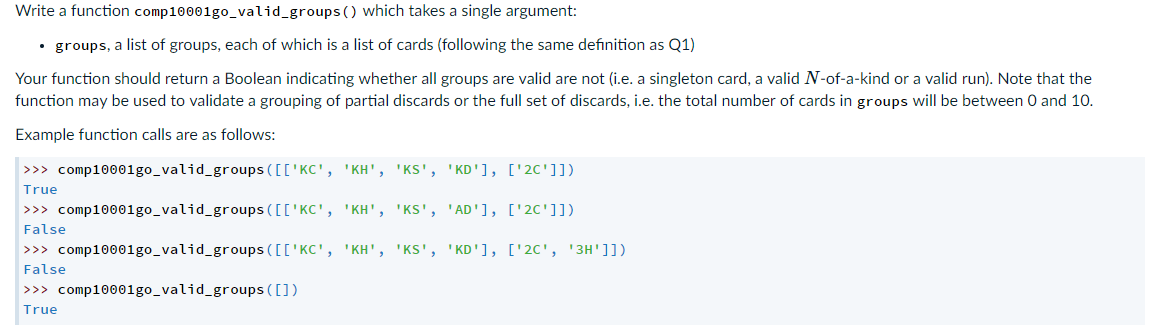 Write a function comp10001go_valid_groups() which takes a single argument:
• groups, a list of groups, each of which is a list of cards (following the same definition as Q1)
Your function should return a Boolean indicating whether all groups are valid are not (i.e. a singleton card, a valid N-of-a-kind or a valid run). Note that the
function may be used to validate a grouping of partial discards or the full set of discards, i.e. the total number of cards in groups will be between 0 and 10.
Example function calls are as follows:
>>> comp10001go_valid_groups([['KC', 'KH', 'KS', 'KD'], ['2C']])
True
>>> comp10001go_valid_groups([['KC', 'KH', 'KS', 'AD'], ['2C']])
False
>>> comp10001go_valid_groups([['KC', 'KH', 'KS', 'KD'], ['2C', '3H']])
False
>>> comp10001go_valid_groups([])
True